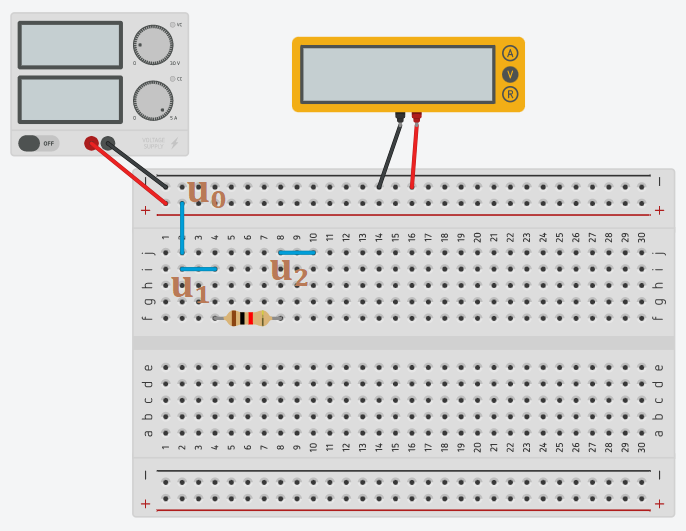 VC
0 30 V
CC
0 5 A
OFF
VOLTAGE
SUPPLY
A
V
R
− −
+ +
u0
1 2 3 4 5 6 7 8 9 10 11 12 13 14 15 16 17 18 19 20 21 22 23 24 25 26 27 28 29 30
j j
u2
i i
u1
h h
g g
f f
e e
d d
c c
b b
a a
1 2 3 4 5 6 7 8 9 10 11 12 13 14 15 16 17 18 19 20 21 22 23 24 25 26 27 28 29 30
− −
+ +